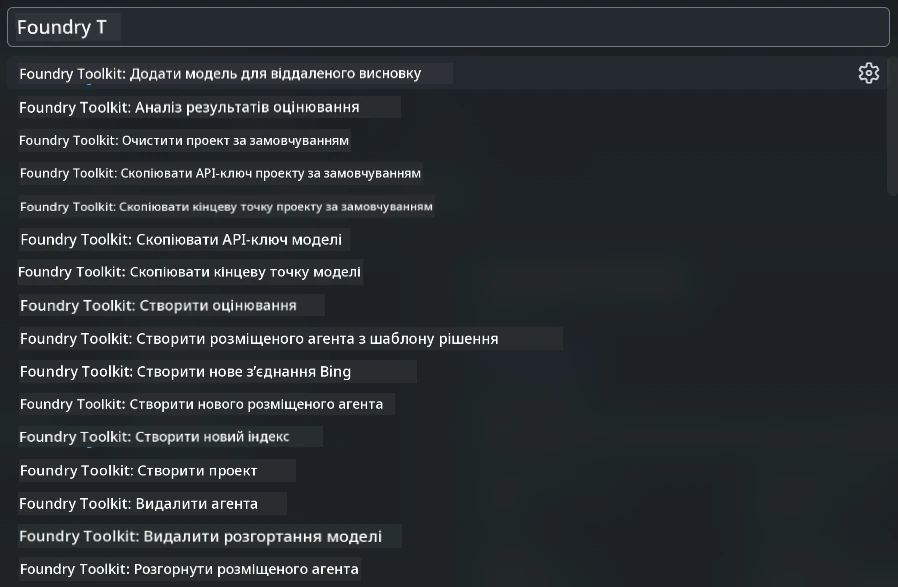 Foundry T
Foundry Toolkit: Додати модель для віддаленого висновку
Foundry Toolkit: Аналіз результатів оцінювання
Foundry Toolkit: Очистити проект за замовчуванням
Foundry Toolkit: Скопіювати API-ключ проекту за замовчуванням
Foundry Toolkit: Скопіювати кінцеву точку проекту за замовчуванням
Foundry Toolkit: Скопіювати API-ключ моделі
Foundry Toolkit: Скопіювати кінцеву точку моделі
Foundry Toolkit: Створити оцінювання
Foundry Toolkit: Створити розміщеного агента з шаблону рішення
Foundry Toolkit: Створити нове з’єднання Bing
Foundry Toolkit: Створити нового розміщеного агента
Foundry Toolkit: Створити новий індекс
Foundry Toolkit: Створити проект
Foundry Toolkit: Видалити агента
Foundry Toolkit: Видалити розгортання моделі
Foundry Toolkit: Розгорнути розміщеного агента